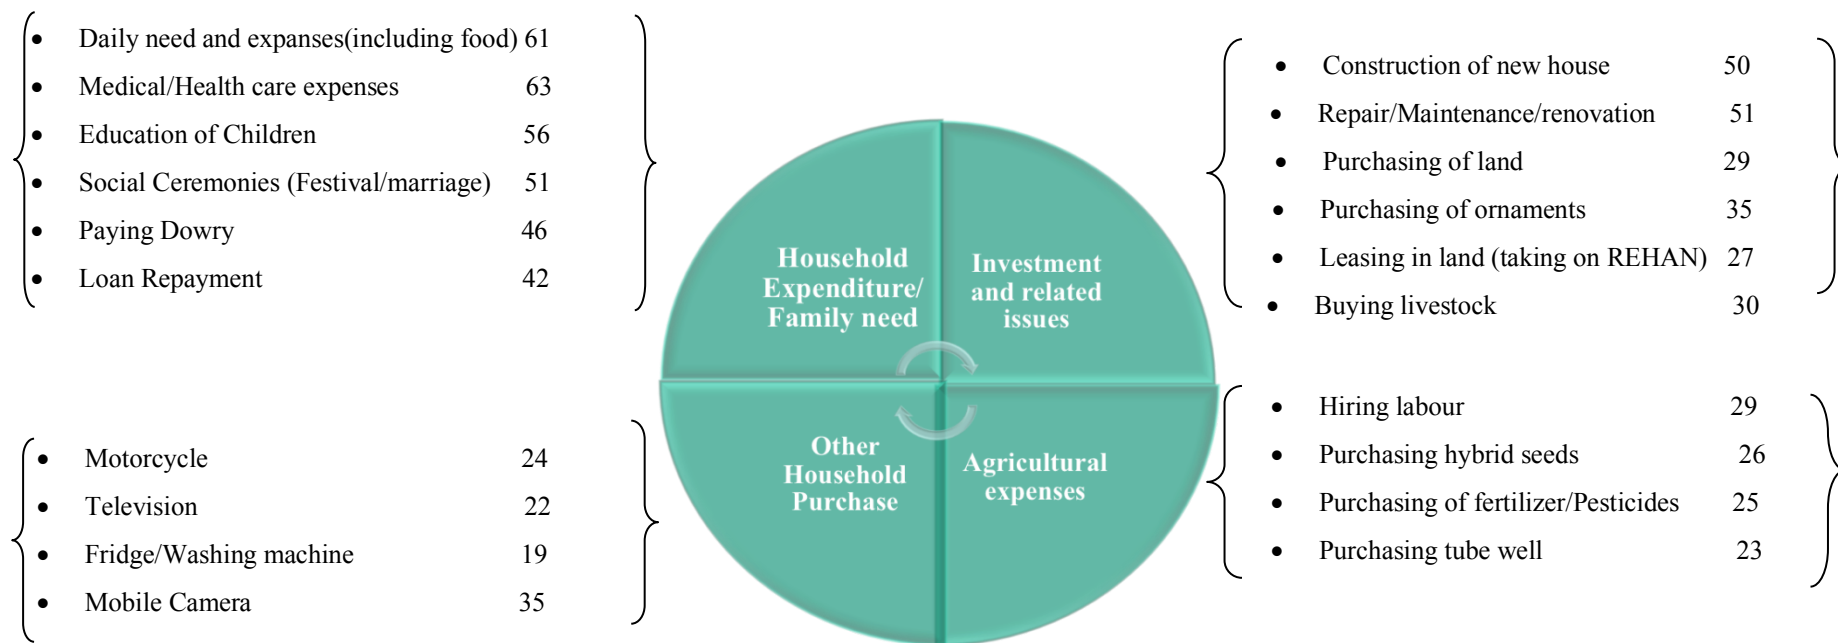 • Daily need and expanses(including food) 61
• Medical/Health care expenses 63
• Education of Children 56
• Social Ceremonies (Festival/marriage) 51
• Paying Dowry 46
• Loan Repayment 42
• Construction of new house 50
• Repair/Maintenance/renovation 51
• Purchasing of land 29
• Purchasing of ornaments 35
• Leasing in land (taking on REHAN) 27
• Buying livestock 30
Household
Expenditure/
Family need
Investment
and related
issues
Other
Household
Purchase
Agricultural
expenses
• Motorcycle 24
• Television 22
• Fridge/Washing machine 19
• Mobile Camera 35
• Hiring labour 29
• Purchasing hybrid seeds 26
• Purchasing of fertilizer/Pesticides 25
• Purchasing tube well 23